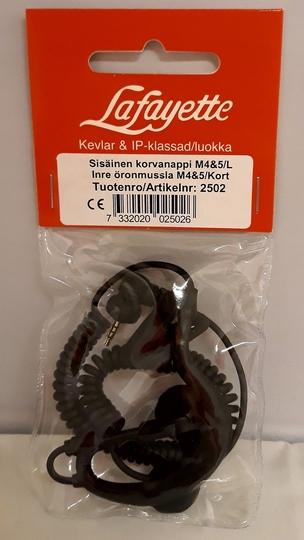 Lafayette
Kevlar & IP-klassad/luokka
Sisäinen korvanappi M4&5/L
Inre öronmussla M4&5/Kort
Tuotenro/Artikelnr: 2502
CE
7 332020 025026